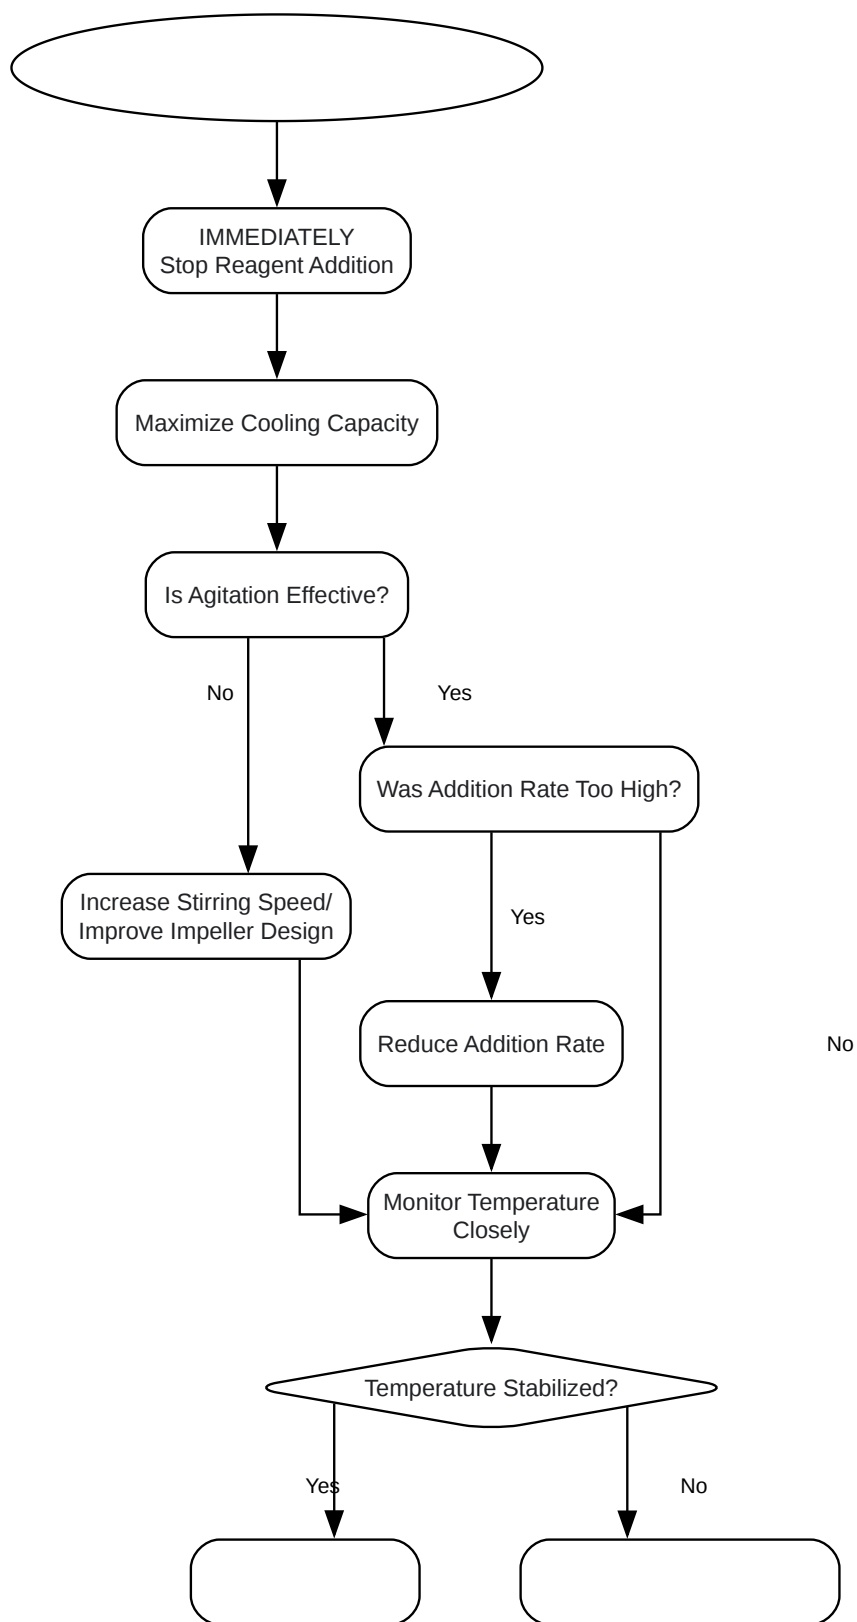 IMMEDIATELY
Stop Reagent Addition
Maximize Cooling Capacity
Is Agitation Effective?
No
Yes
Was Addition Rate Too High?
Increase Stirring Speed/
Improve Impeller Design
Yes
Reduce Addition Rate
No
Monitor Temperature
Closely
Temperature Stabilized?
Yes
No